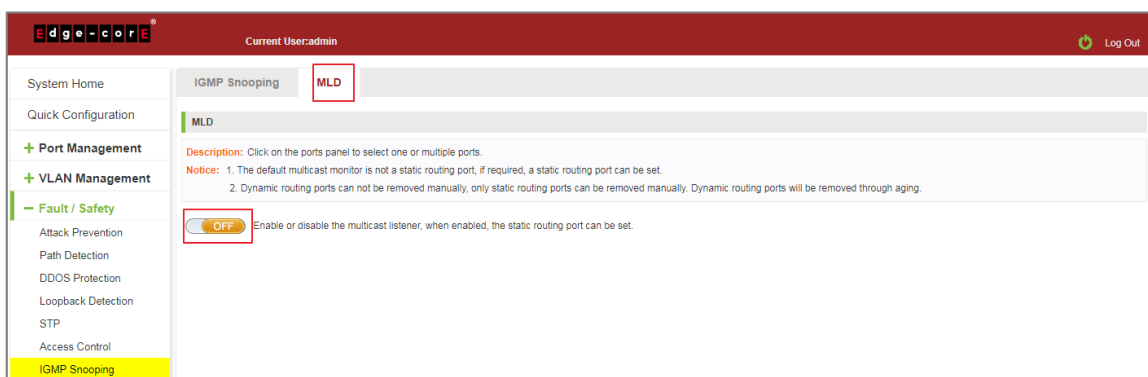 Edge-corE®
Current User:admin
Log Out
System Home
Quick Configuration
+ Port Management
+ VLAN Management
− Fault / Safety
Attack Prevention
Path Detection
DDOS Protection
Loopback Detection
STP
Access Control
IGMP Snooping
IGMP Snooping MLD
MLD
Description: Click on the ports panel to select one or multiple ports.
Notice: 1. The default multicast monitor is not a static routing port, if required, a static routing port can be set.
2. Dynamic routing ports can not be removed manually, only static routing ports can be removed manually. Dynamic routing ports will be removed through aging.
OFF Enable or disable the multicast listener, when enabled, the static routing port can be set.